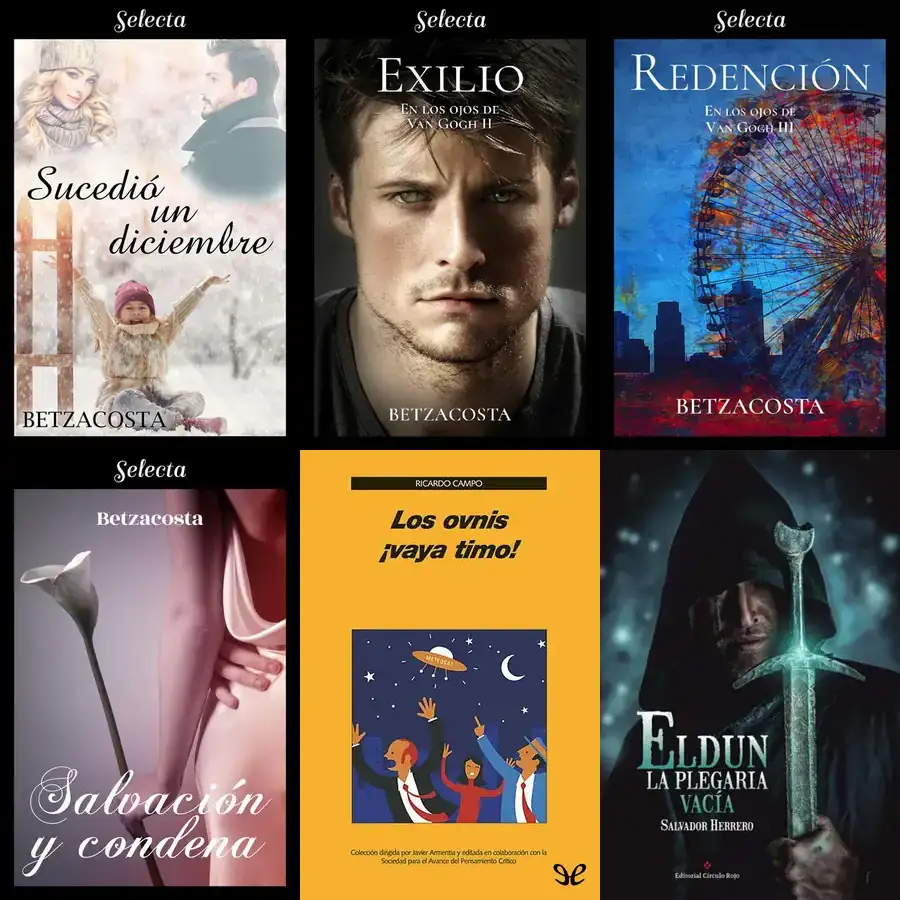 Selecta
Sucedió
un
diciembre
BETZACOSTA
Selecta
EXILIO
EN LOS OJOS DE
VAN GOGH II
BETZACOSTA
Selecta
REDENCIÓN
EN LOS OJOS DE
VAN GOGH III
BETZACOSTA
Selecta
Betzacosta
Salvación
y condena
RICARDO CAMPO
Los ovnis
¡vaya timo!
METEOSAT
Colección dirigida por Javier Armentia y editada en colaboración con la
Sociedad para el Avance del Pensamiento Crítico
ELDUN
LA PLEGARIA
VACÍA
SALVADOR HERRERO
Editorial Círculo Rojo